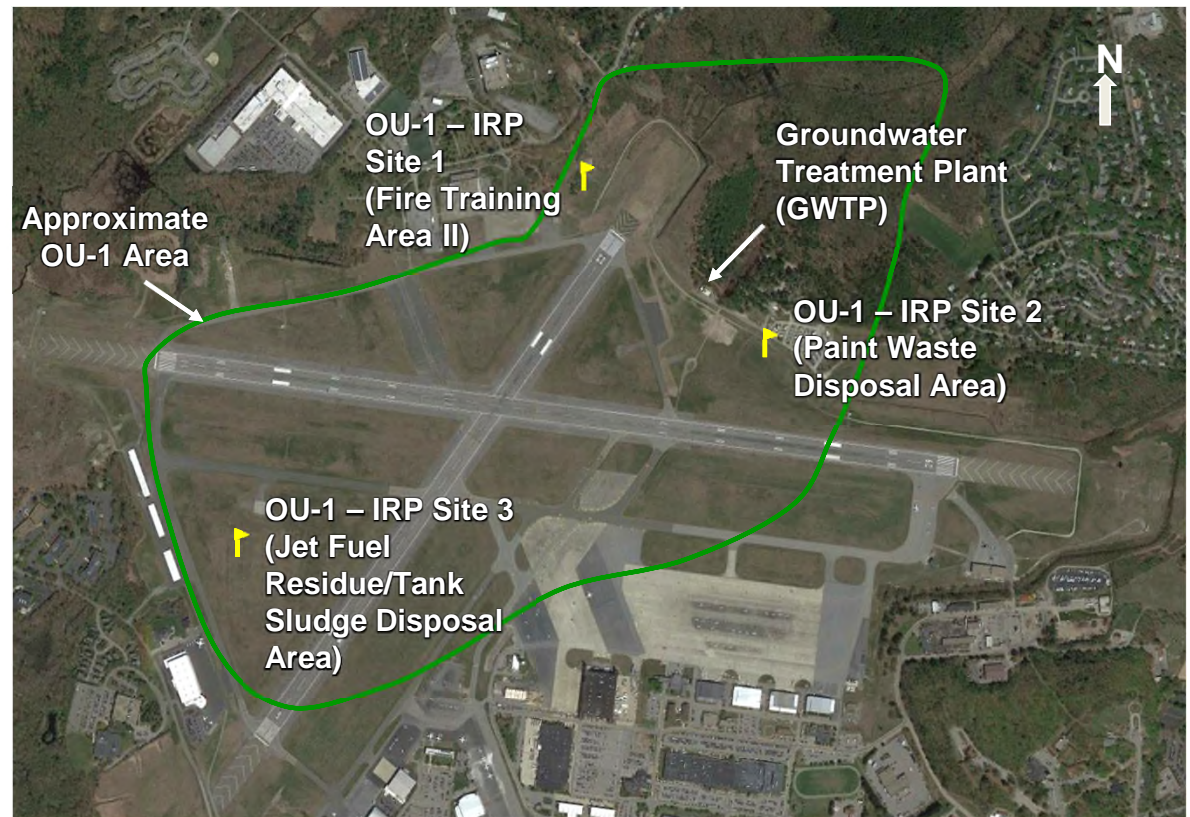 N
OU-1 – IRP
Site 1
(Fire Training
Area II)
Groundwater
Treatment Plant
(GWTP)
Approximate
OU-1 Area
OU-1 – IRP Site 2
(Paint Waste
Disposal Area)
OU-1 – IRP Site 3
(Jet Fuel
Residue/Tank
Sludge Disposal
Area)
23
29